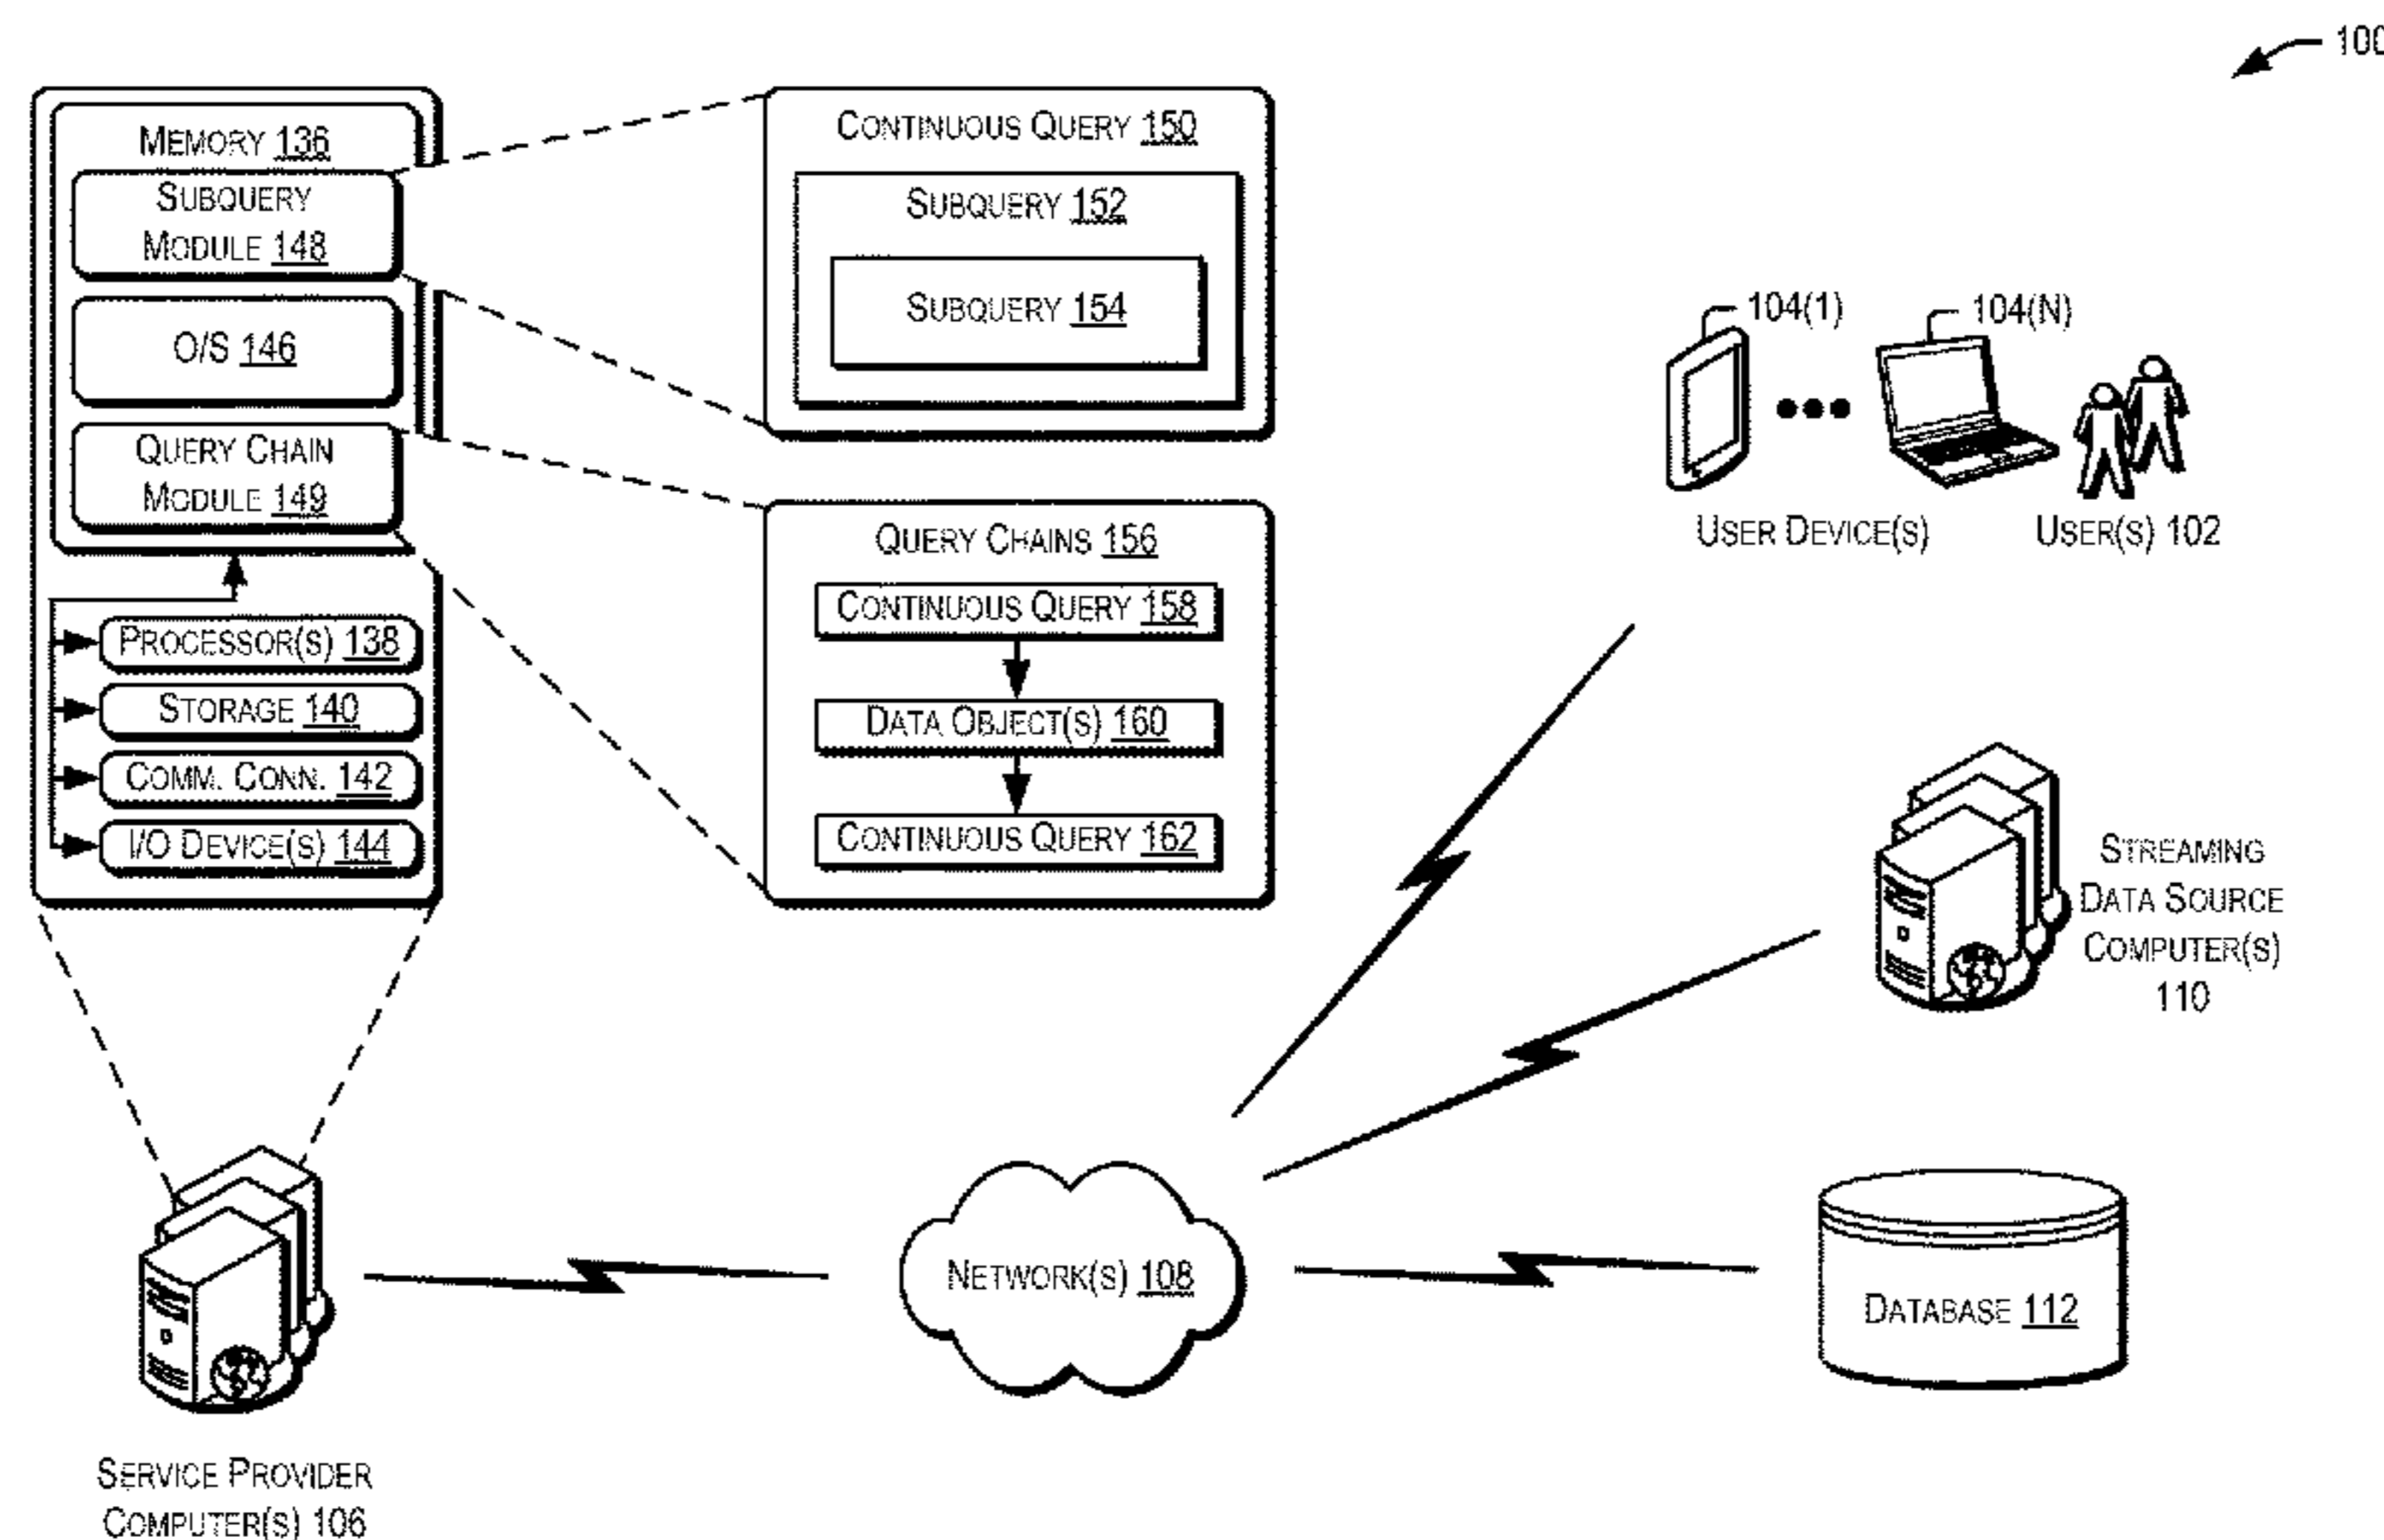 100
MEMORY 136
SUBQUERY
MODULE 148
O/S 146
QUERY CHAIN
MODULE 149
PROCESSOR(S) 138
STORAGE 140
COMM. CONN. 142
I/O DEVICE(S) 144
CONTINUOUS QUERY 150
SUBQUERY 152
SUBQUERY 154
QUERY CHAINS 156
CONTINUOUS QUERY 158
DATA OBJECT(S) 160
CONTINUOUS QUERY 162
104(1)
104(N)
USER DEVICE(S)
USER(S) 102
STREAMING
DATA SOURCE
COMPUTER(S)
110
NETWORK(S) 108
DATABASE 112
SERVICE PROVIDER
COMPUTER(S) 106